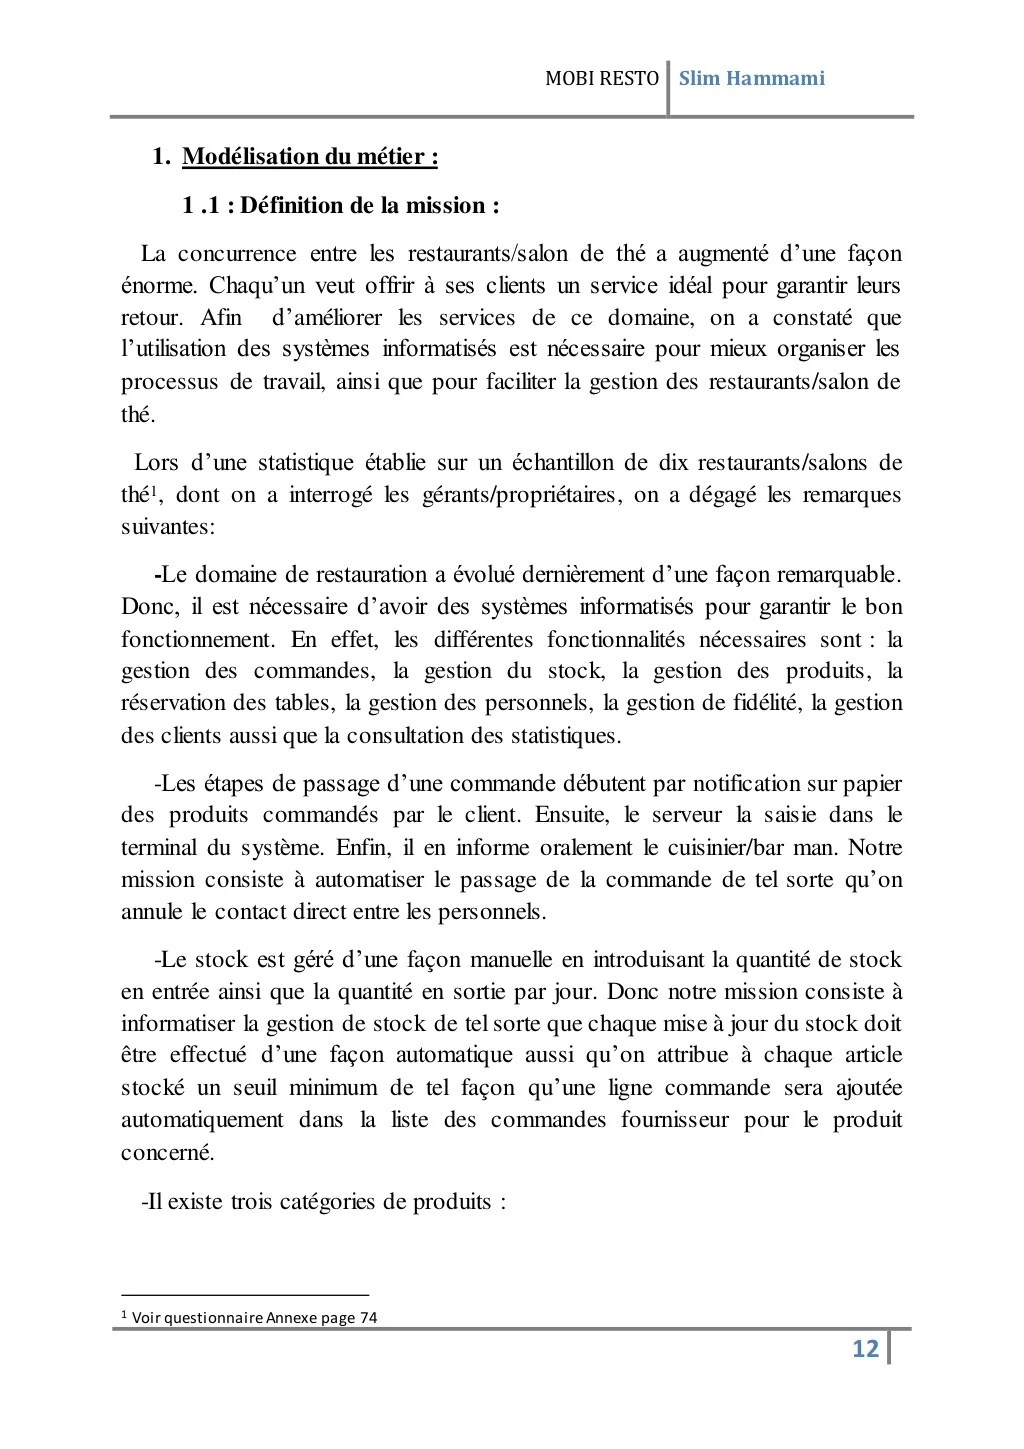 MOBI RESTO Slim Hammami
1. Modélisation du métier :
1 .1 : Définition de la mission :
La concurrence entre les restaurants/salon de thé a augmenté d’une façon
énorme. Chaqu’un veut offrir à ses clients un service idéal pour garantir leurs
retour. Afin d’améliorer les services de ce domaine, on a constaté que
l’utilisation des systèmes informatisés est nécessaire pour mieux organiser les
processus de travail, ainsi que pour faciliter la gestion des restaurants/salon de
thé.
Lors d’une statistique établie sur un échantillon de dix restaurants/salons de
thé¹, dont on a interrogé les gérants/propriétaires, on a dégagé les remarques
suivantes:
-Le domaine de restauration a évolué dernièrement d’une façon remarquable.
Donc, il est nécessaire d’avoir des systèmes informatisés pour garantir le bon
fonctionnement. En effet, les différentes fonctionnalités nécessaires sont : la
gestion des commandes, la gestion du stock, la gestion des produits, la
réservation des tables, la gestion des personnels, la gestion de fidélité, la gestion
des clients aussi que la consultation des statistiques.
-Les étapes de passage d’une commande débutent par notification sur papier
des produits commandés par le client. Ensuite, le serveur la saisie dans le
terminal du système. Enfin, il en informe oralement le cuisinier/bar man. Notre
mission consiste à automatiser le passage de la commande de tel sorte qu’on
annule le contact direct entre les personnels.
-Le stock est géré d’une façon manuelle en introduisant la quantité de stock
en entrée ainsi que la quantité en sortie par jour. Donc notre mission consiste à
informatiser la gestion de stock de tel sorte que chaque mise à jour du stock doit
être effectué d’une façon automatique aussi qu’on attribue à chaque article
stocké un seuil minimum de tel façon qu’une ligne commande sera ajoutée
automatiquement dans la liste des commandes fournisseur pour le produit
concerné.
-Il existe trois catégories de produits :
¹ Voir questionnaire Annexe page 74
12